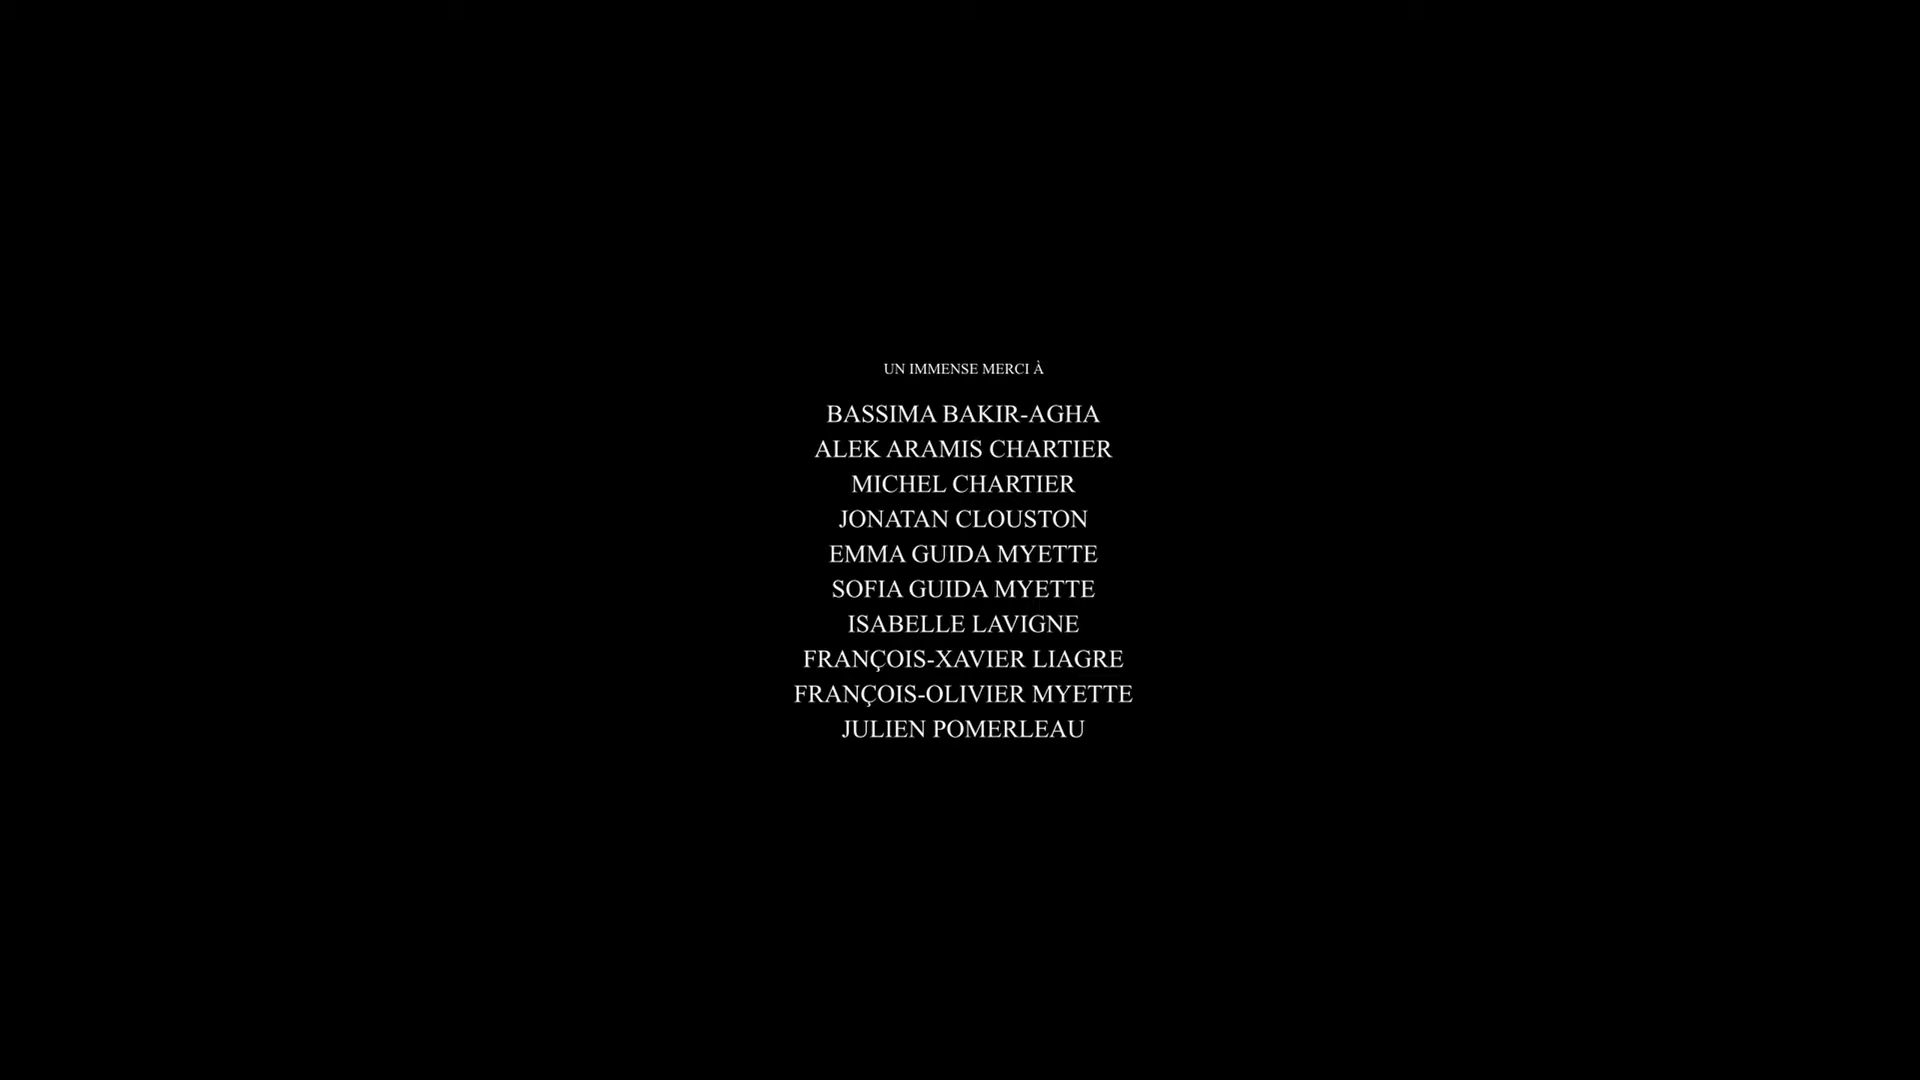 UN IMMENSE MERCI À
BASSIMA BAKIR-AGHA
ALEK ARAMIS CHARTIER
MICHEL CHARTIER
JONATAN CLOUSTON
EMMA GUIDA MYETTE
SOFIA GUIDA MYETTE
ISABELLE LAVIGNE
FRANÇOIS-XAVIER LIAGRE
FRANÇOIS-OLIVIER MYETTE
JULIEN POMERLEAU